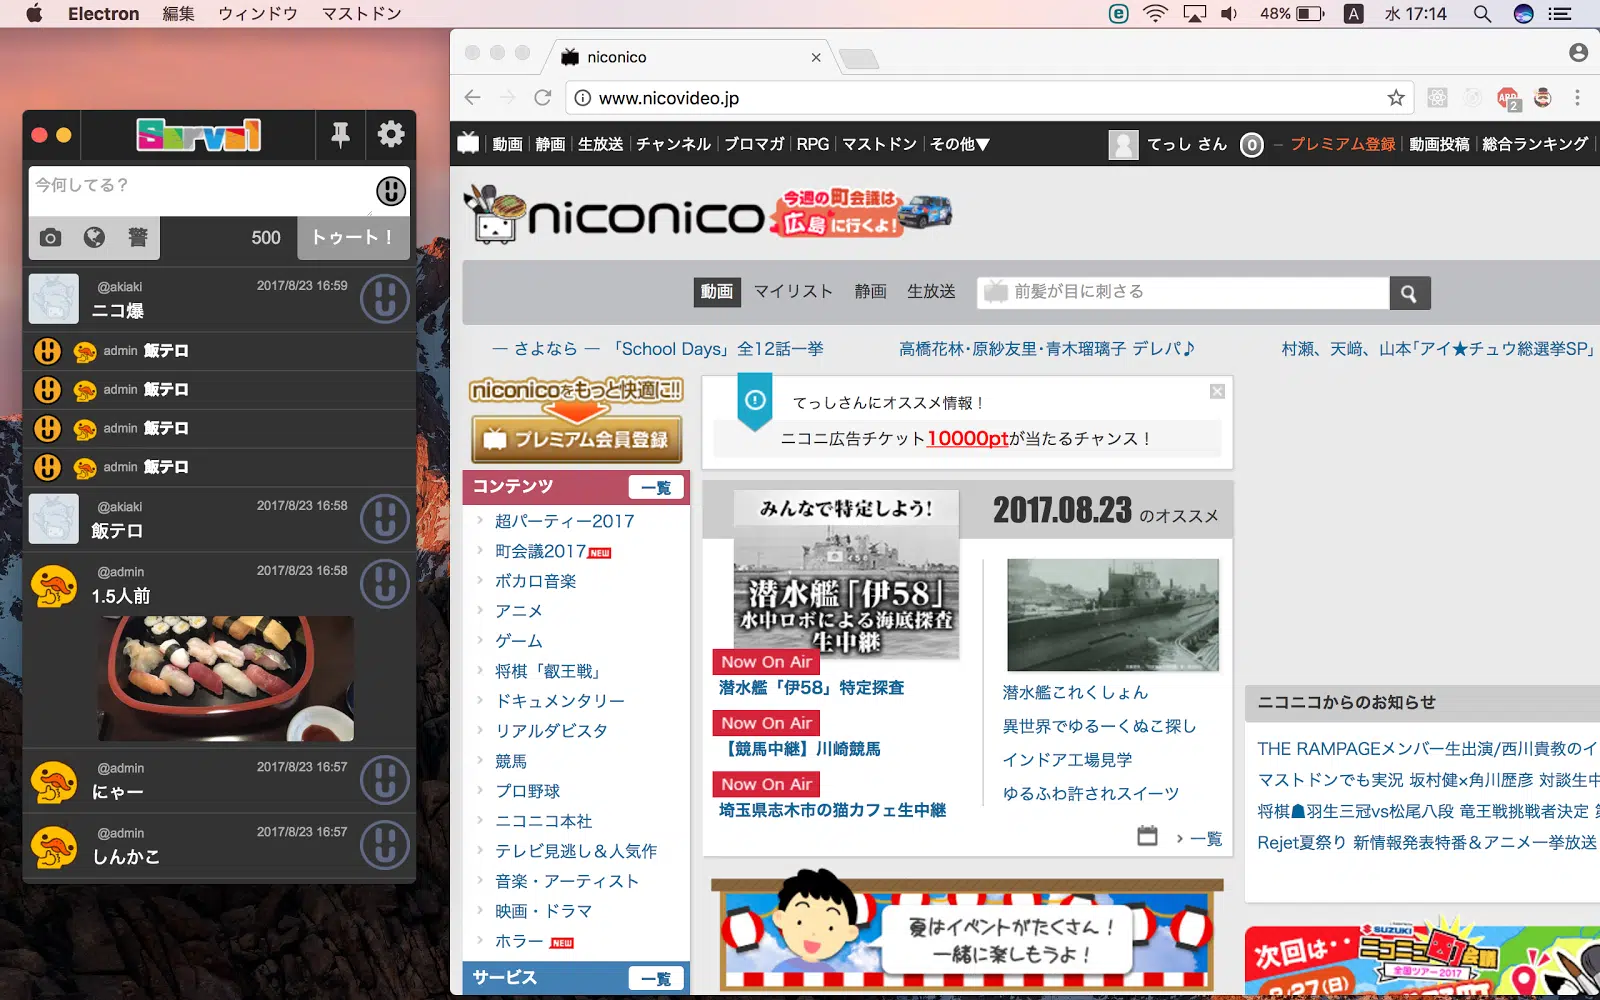 Electron 編集 ウィンドウ マストドン
48% A 水 17:14
niconico
www.nicovideo.jp
ABP 2
動画 静画 生放送 チャンネル ブロマガ RPG マストドン その他▼
てっし さん 0 − プレミアム登録 動画投稿 総合ランキング
Sarval
今何してる？
500 トゥート！
警
@akiaki 2017/8/23 16:59
ニコ爆
admin 飯テロ
admin 飯テロ
admin 飯テロ
admin 飯テロ
@akiaki 2017/8/23 16:58
飯テロ
@admin 2017/8/23 16:58
1.5人前
@admin 2017/8/23 16:57
にゃー
@admin 2017/8/23 16:57
しんかこ
niconico
今週の町会議は
広島に行くよ!
動画 マイリスト 静画 生放送 前髪が目に刺さる
― さよなら ― 「School Days」全12話一挙
高橋花林･原紗友里･青木瑠璃子 デレパ♪
村瀬、天﨑、山本｢アイ★チュウ総選挙SP｣
niconicoをもっと快適に!!
プレミアム会員登録
てっしさんにオススメ情報！
ニコニ広告チケット10000ptが当たるチャンス！
コンテンツ 一覧
超パーティー2017
町会議2017 NEW
ボカロ音楽
アニメ
ゲーム
将棋「叡王戦」
ドキュメンタリー
リアルダビスタ
競馬
プロ野球
ニコニコ本社
テレビ見逃し＆人気作
音楽・アーティスト
映画・ドラマ
ホラー NEW
サービス 一覧
2017.08.23 のオススメ
みんなで特定しよう!
潜水艦「伊58」
水中ロボによる海底探査
生中継
Now On Air
潜水艦「伊58」特定探査
Now On Air
【競馬中継】川崎競馬
Now On Air
埼玉県志木市の猫カフェ生中継
潜水艦これくしょん
異世界でゆるーくぬこ探し
インドア工場見学
ゆるふわ許されスイーツ
一覧
夏はイベントがたくさん！
一緒に楽しもうよ！
ニコニコからのお知らせ
THE RAMPAGEメンバー生出演/西川貴教のイ
マストドンでも実況 坂村健×角川歴彦 対談生中
将棋☗羽生三冠vs松尾八段 竜王戦挑戦者決定 第
Rejet夏祭り 新情報発表特番＆アニメ一挙放送
次回は‥
SUZUKI
ニコニコ町会議
全国ツアー2017
8/27(日)